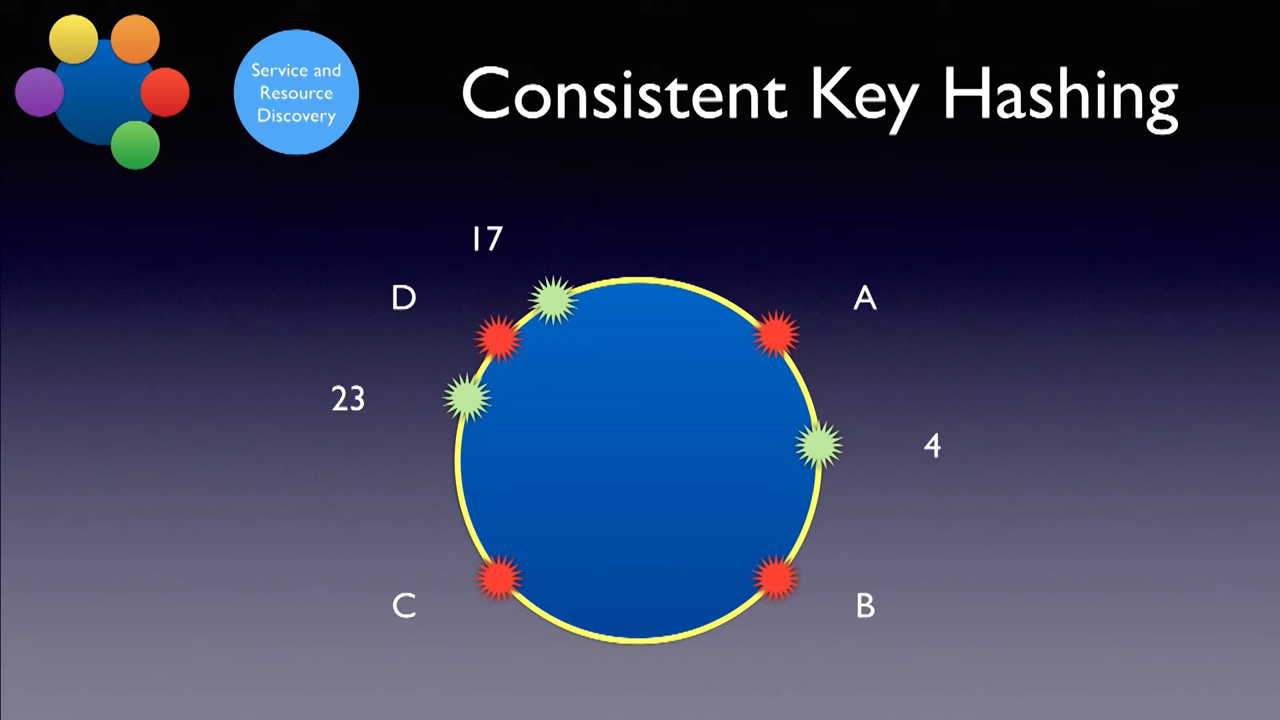 Service and
Resource
Discovery
Consistent Key Hashing
17
D
A
23
4
C
B